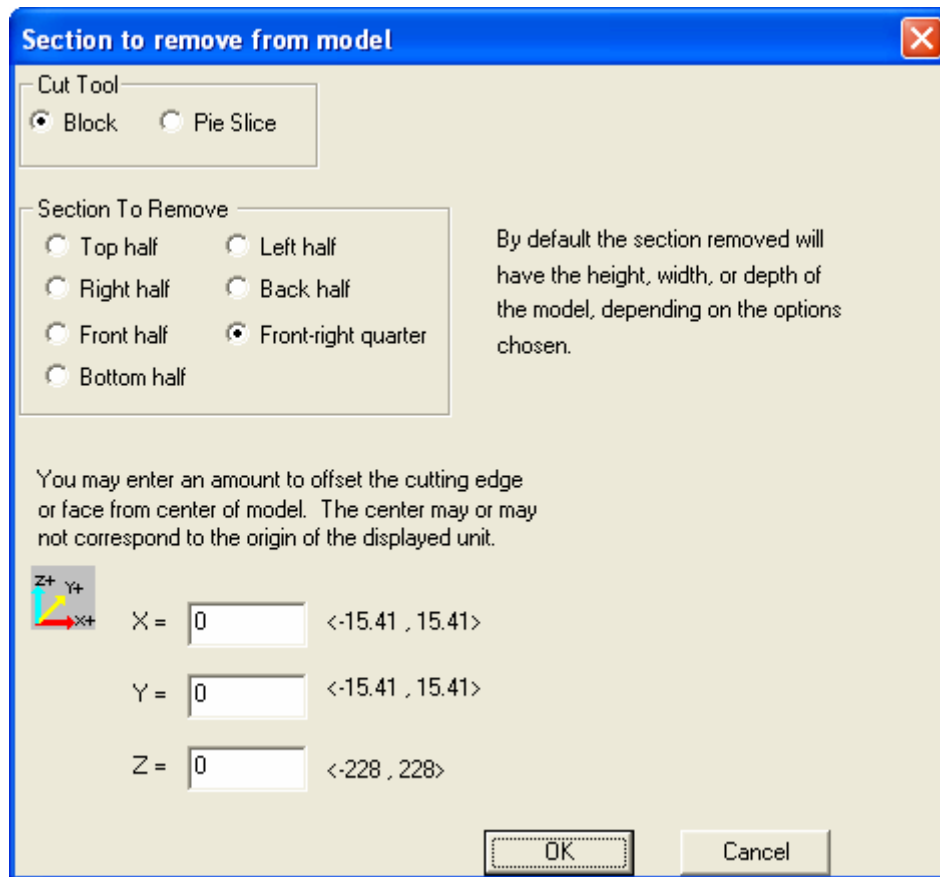 Section to remove from model
Cut Tool
Block Pie Slice
Section To Remove
Top half Left half
Right half Back half
Front half Front-right quarter
Bottom half
By default the section removed will
have the height, width, or depth of
the model, depending on the options
chosen.
You may enter an amount to offset the cutting edge
or face from center of model. The center may or may
not correspond to the origin of the displayed unit.
Z+ Y+
X+
X = 0 <-15.41 , 15.41>
Y = 0 <-15.41 , 15.41>
Z = 0 <-228 , 228>
OK Cancel